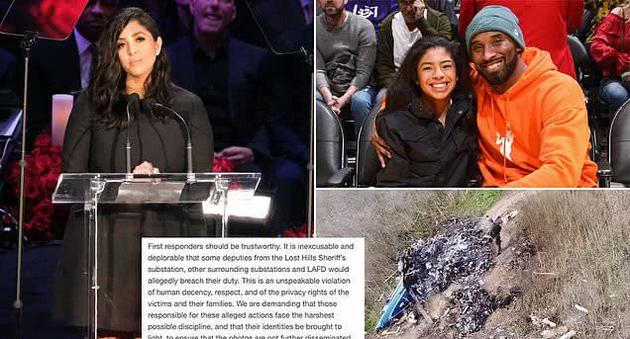 First responders should be trustworthy. It is inexcusable and
deplorable that some deputies from the Lost Hills Sheriff's
substation, other surrounding substations and LAFD would
allegedly breach their duty. This is an unspeakable violation
of human decency, respect, and of the privacy rights of the
victims and their families. We are demanding that those
responsible for these alleged actions face the harshest
possible discipline, and that their identities be brought to
light, to ensure that the photos are not further disseminated